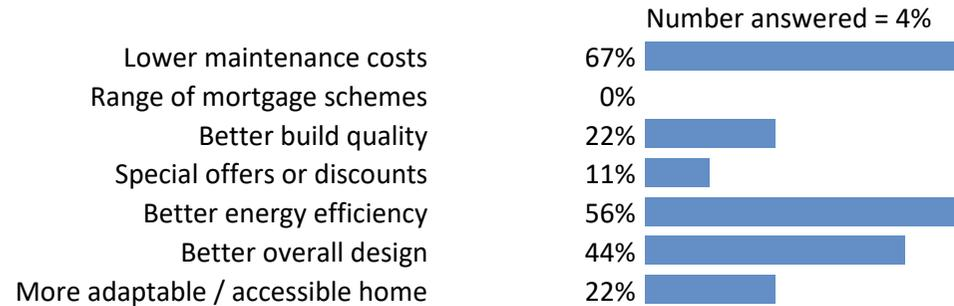 Number answered = 4%
Lower maintenance costs 67%
Range of mortgage schemes 0%
Better build quality 22%
Special offers or discounts 11%
Better energy efficiency 56%
Better overall design 44%
More adaptable / accessible home 22%